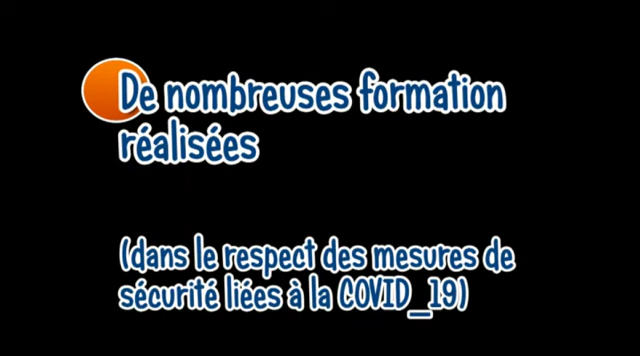 De nombreuses formation
réalisées
(dans le respect des mesures de
sécurité liées à la COVID_19)